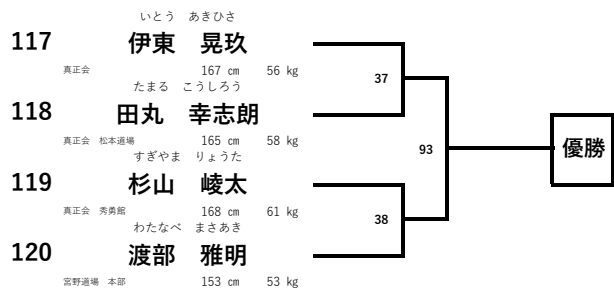 いとう　あきひさ
117 伊東　晃玖
真正会 167 cm 56 kg
37
たまる　こうしろう
118 田丸　幸志朗
真正会　松本道場 165 cm 58 kg
93
優勝
すぎやま　りょうた
119 杉山　崚太
真正会　秀勇館 168 cm 61 kg
38
わたなべ　まさあき
120 渡部　雅明
宮野道場　本部 153 cm 53 kg